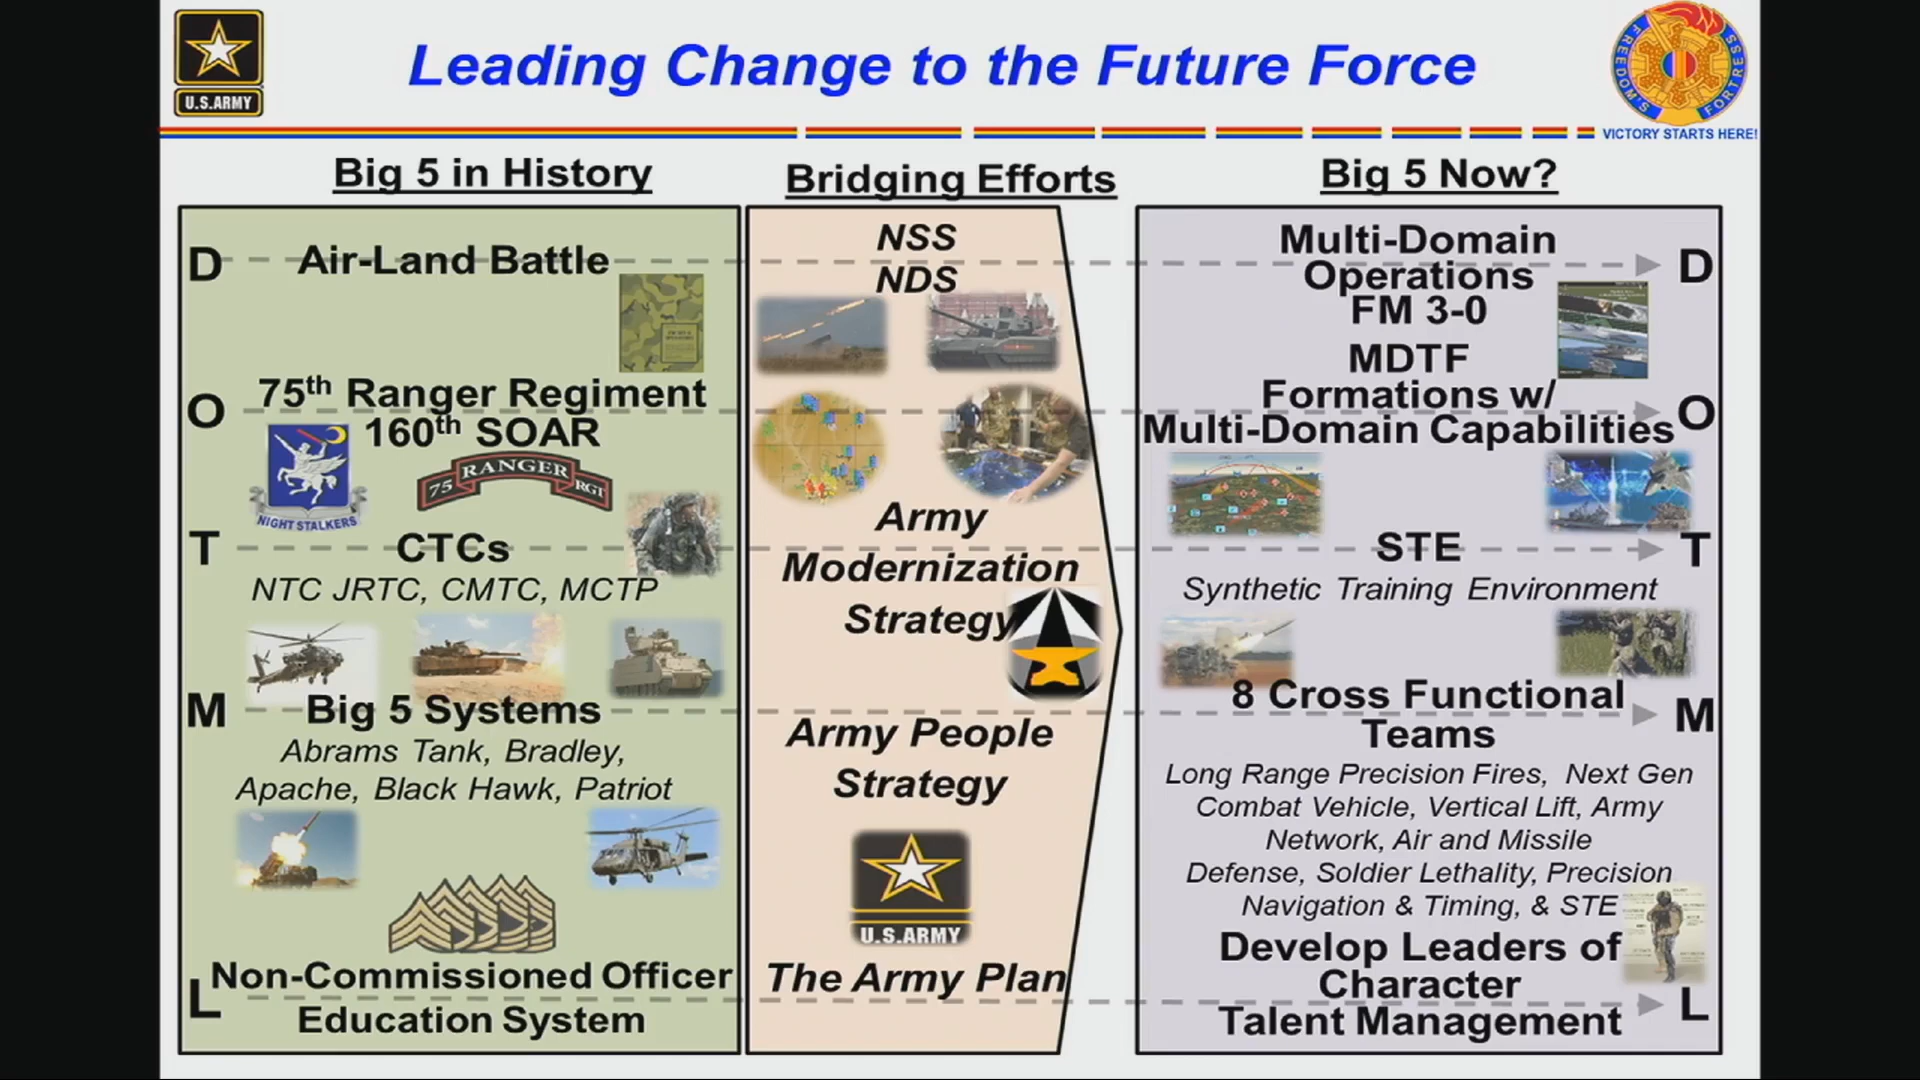 Leading Change to the Future Force
U.S.ARMY
FREEDOM'S FORTRESS
VICTORY STARTS HERE!
Big 5 in History
D
Air-Land Battle
O
75th Ranger Regiment
160th SOAR
NIGHT STALKERS
75 RANGER RGT
T
CTCs
NTC JRTC, CMTC, MCTP
M
Big 5 Systems
Abrams Tank, Bradley,
Apache, Black Hawk, Patriot
L
Non-Commissioned Officer
Education System
Bridging Efforts
NSS
NDS
Army
Modernization
Strategy
Army People
Strategy
U.S.ARMY
The Army Plan
Big 5 Now?
Multi-Domain
Operations
D
FM 3-0
MDTF
Formations w/
Multi-Domain Capabilities
O
STE
T
Synthetic Training Environment
8 Cross Functional
Teams
M
Long Range Precision Fires, Next Gen
Combat Vehicle, Vertical Lift, Army
Network, Air and Missile
Defense, Soldier Lethality, Precision
Navigation & Timing, & STE
Develop Leaders of
Character
Talent Management
L